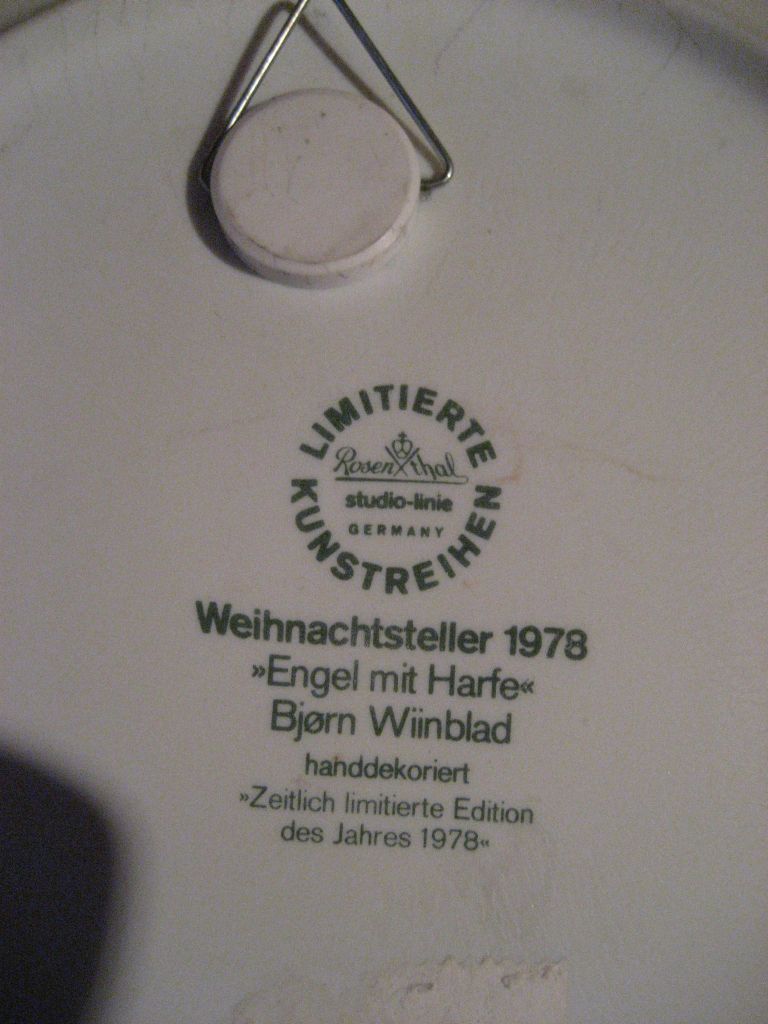 LIMITIERTE
Rosenthal
studio-linie
GERMANY
KUNSTREIHEN
Weihnachtsteller 1978
»Engel mit Harfe«
Bjørn Wiinblad
handdekoriert
»Zeitlich limitierte Edition
des Jahres 1978«